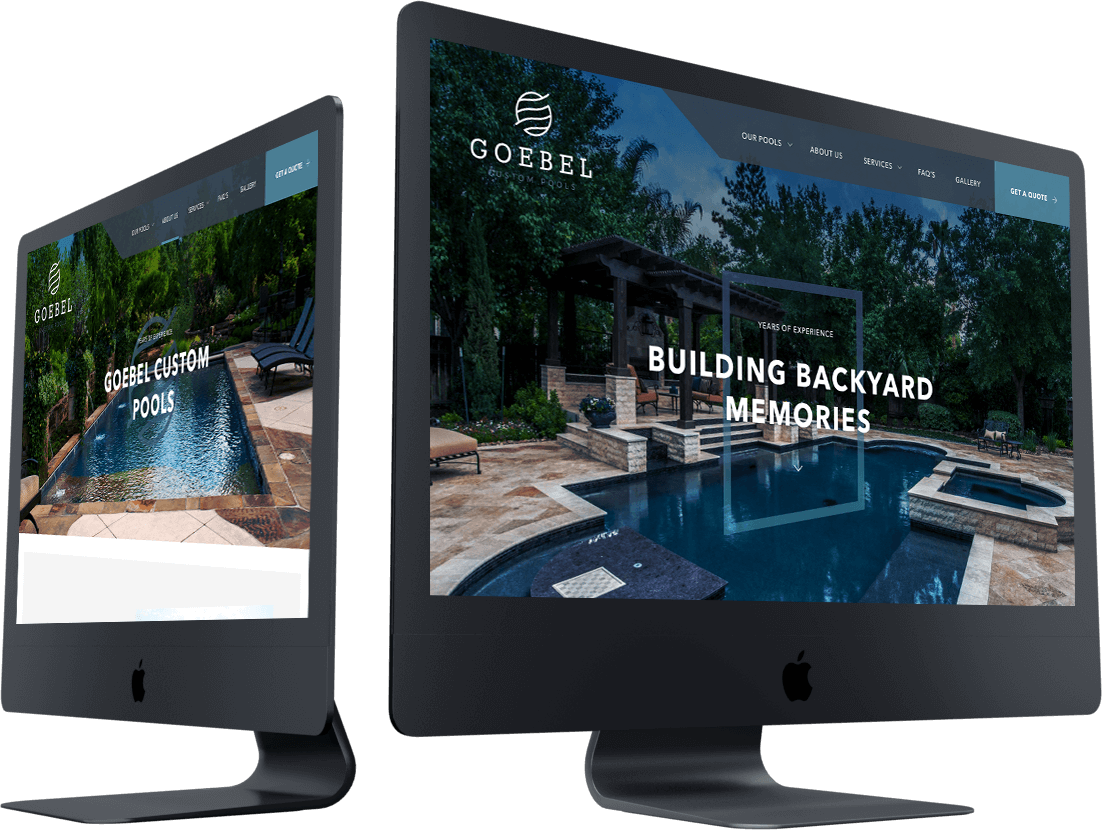 GET A QUOTE
OUR POOLS
ABOUT US
SERVICES
FAQ'S
GALLERY
GOEBEL
YEARS OF EXPERIENCE
GOEBEL CUSTOM
POOLS
GOEBEL
CUSTOM POOLS
OUR POOLS
ABOUT US
SERVICES
FAQ'S
GALLERY
GET A QUOTE
YEARS OF EXPERIENCE
BUILDING BACKYARD
MEMORIES